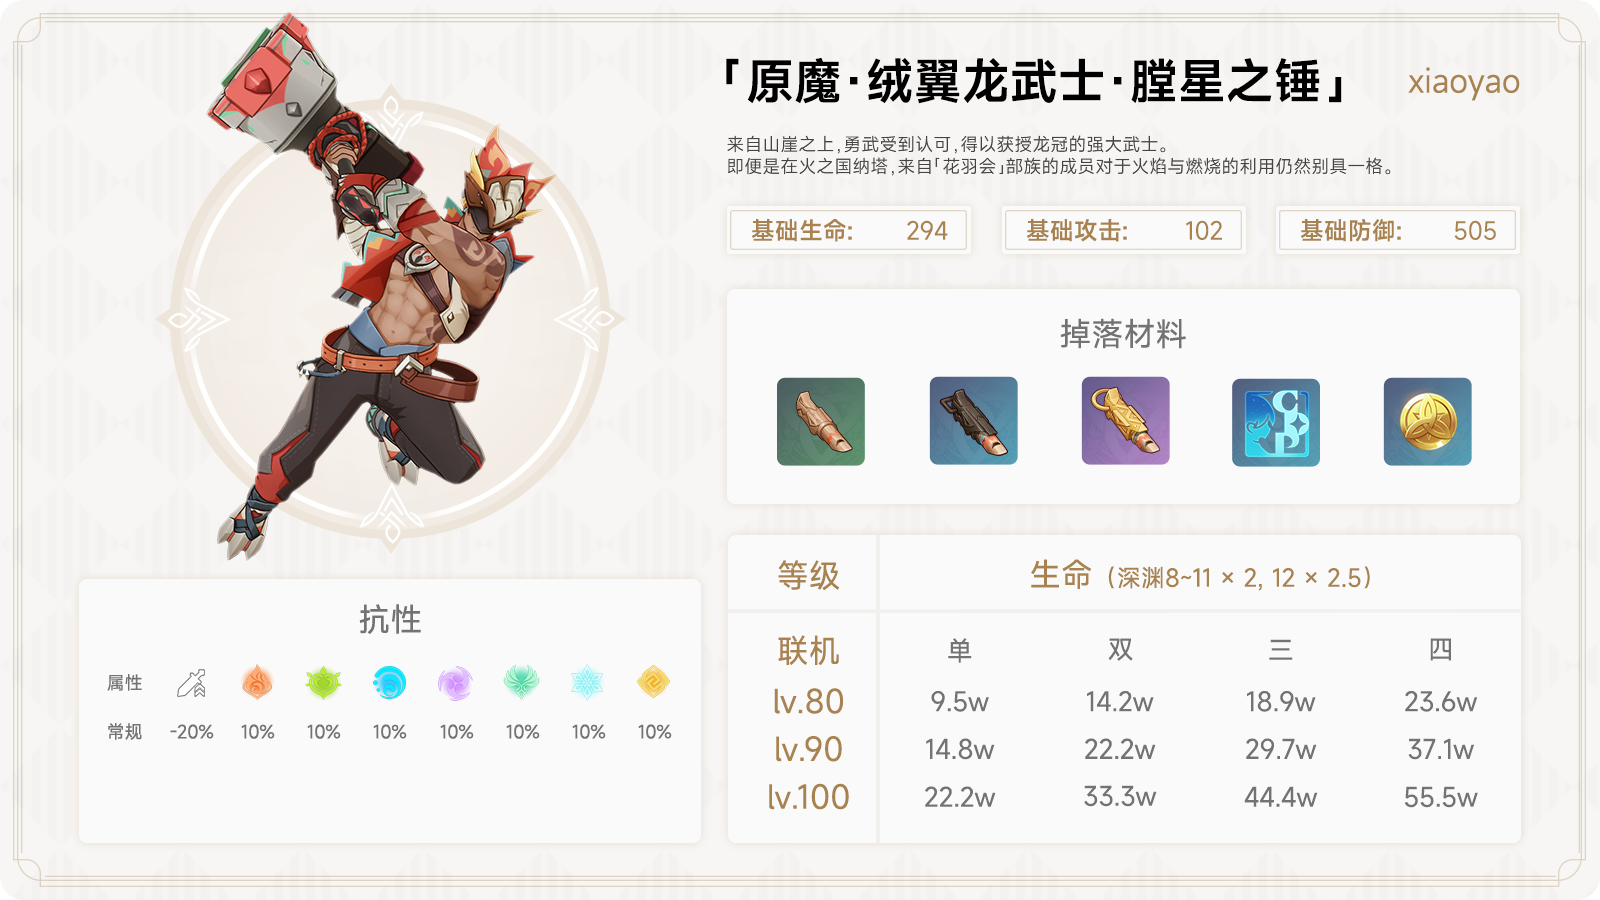 「原魔·绒翼龙武士·膛星之锤」 xiaoyao
来自山崖之上,勇武受到认可,得以获授龙冠的强大武士。
即便是在火之国纳塔,来自「花羽会」部族的成员对于火焰与燃烧的利用仍然别具一格。
基础生命: 294 基础攻击: 102 基础防御: 505
掉落材料
等级 生命 (深渊8~11 × 2, 12 × 2.5)
联机 单 双 三 四
lv.80 9.5w 14.2w 18.9w 23.6w
lv.90 14.8w 22.2w 29.7w 37.1w
lv.100 22.2w 33.3w 44.4w 55.5w
抗性
属性
常规 -20% 10% 10% 10% 10% 10% 10% 10%